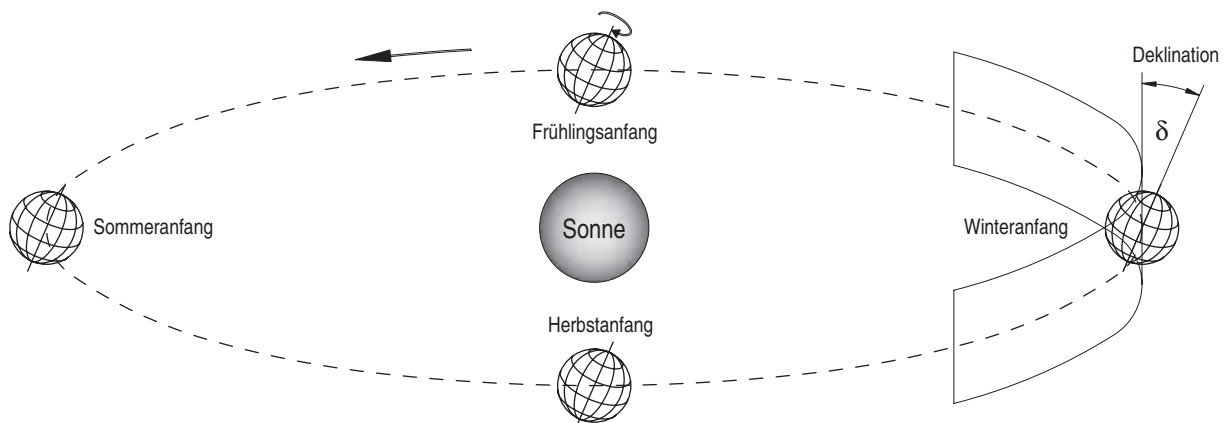 Deklination
δ
Frühlingsanfang
Sommeranfang
Sonne
Winteranfang
Herbstanfang